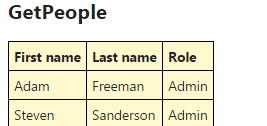 GetPeople
First name Last name Role
Adam Freeman Admin
Steven Sanderson Admin